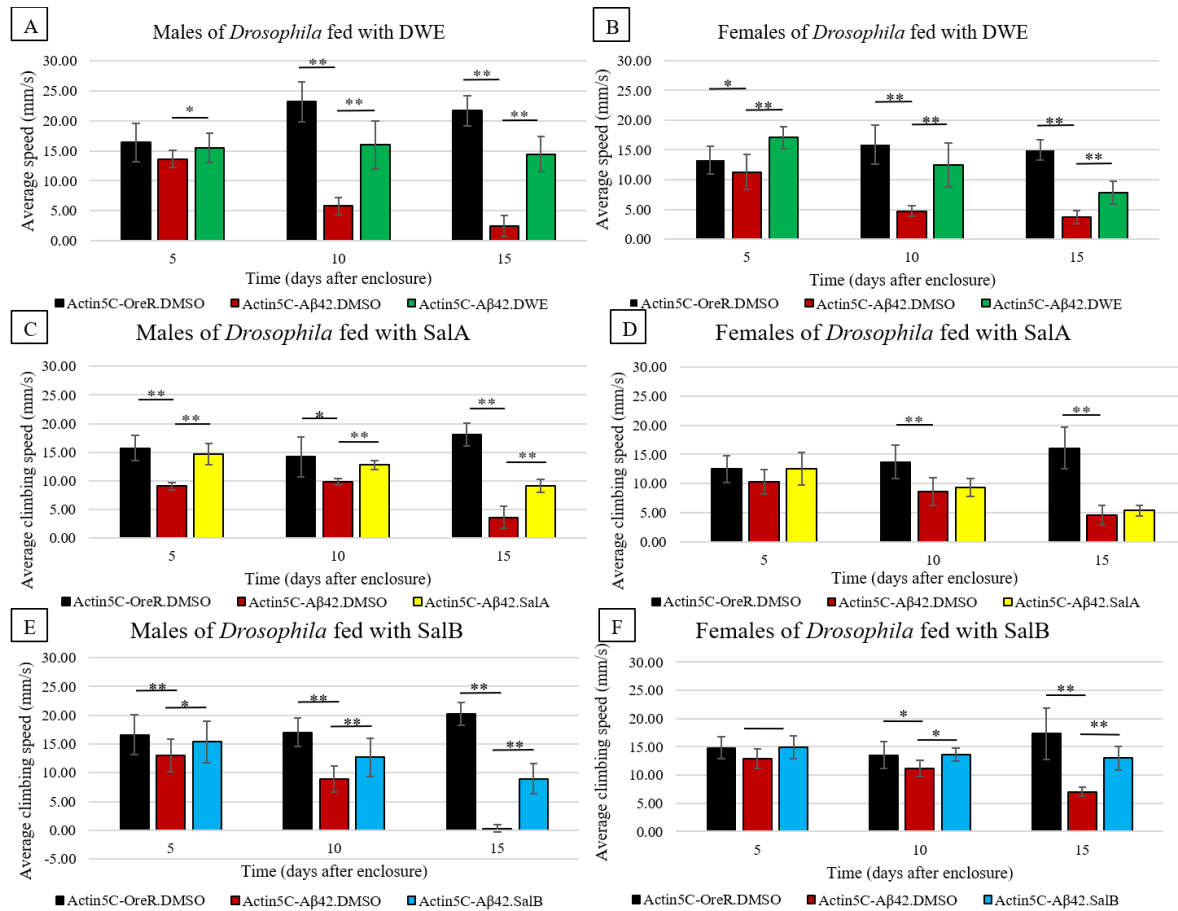 A
Males of Drosophila fed with DWE
Average speed (mm/s)
30.00
25.00
20.00
15.00
10.00
5.00
0.00
** **
** **
*
5 10 15
Time (days after enclosure)
Actin5C-OreR.DMSO Actin5C-Aβ42.DMSO Actin5C-Aβ42.DWE
B
Females of Drosophila fed with DWE
Average speed (mm/s)
30.00
25.00
20.00
15.00
10.00
5.00
0.00
* ** **
** ** **
5 10 15
Time (days after enclosure)
Actin5C-OreR.DMSO Actin5C-Aβ42.DMSO Actin5C-Aβ42.DWE
C
Males of Drosophila fed with SalA
Average climbing speed (mm/s)
30.00
25.00
20.00
15.00
10.00
5.00
0.00
** * **
** ** **
5 10 15
Time (days after enclosure)
Actin5C-OreR.DMSO Actin5C-Aβ42.DMSO Actin5C-Aβ42.SalA
D
Females of Drosophila fed with SalA
Average climbing speed (mm/s)
30.00
25.00
20.00
15.00
10.00
5.00
0.00
** **
5 10 15
Time (days after enclosure)
Actin5C-OreR.DMSO Actin5C-Aβ42.DMSO Actin5C-Aβ42.SalA
E
Males of Drosophila fed with SalB
Average climbing speed (mm/s)
30.00
25.00
20.00
15.00
10.00
5.00
0.00
-5.00
** ** **
* ** **
5 10 15
Time (days after enclosure)
Actin5C-OreR.DMSO Actin5C-Aβ42.DMSO Actin5C-Aβ42.SalB
F
Females of Drosophila fed with SalB
Average climbing speed (mm/s)
30.00
25.00
20.00
15.00
10.00
5.00
0.00
* **
* **
5 10 15
Time (days after enclosure)
Actin5C-OreR.DMSO Actin5C-Aβ42.DMSO Actin5C-Aβ42.SalB